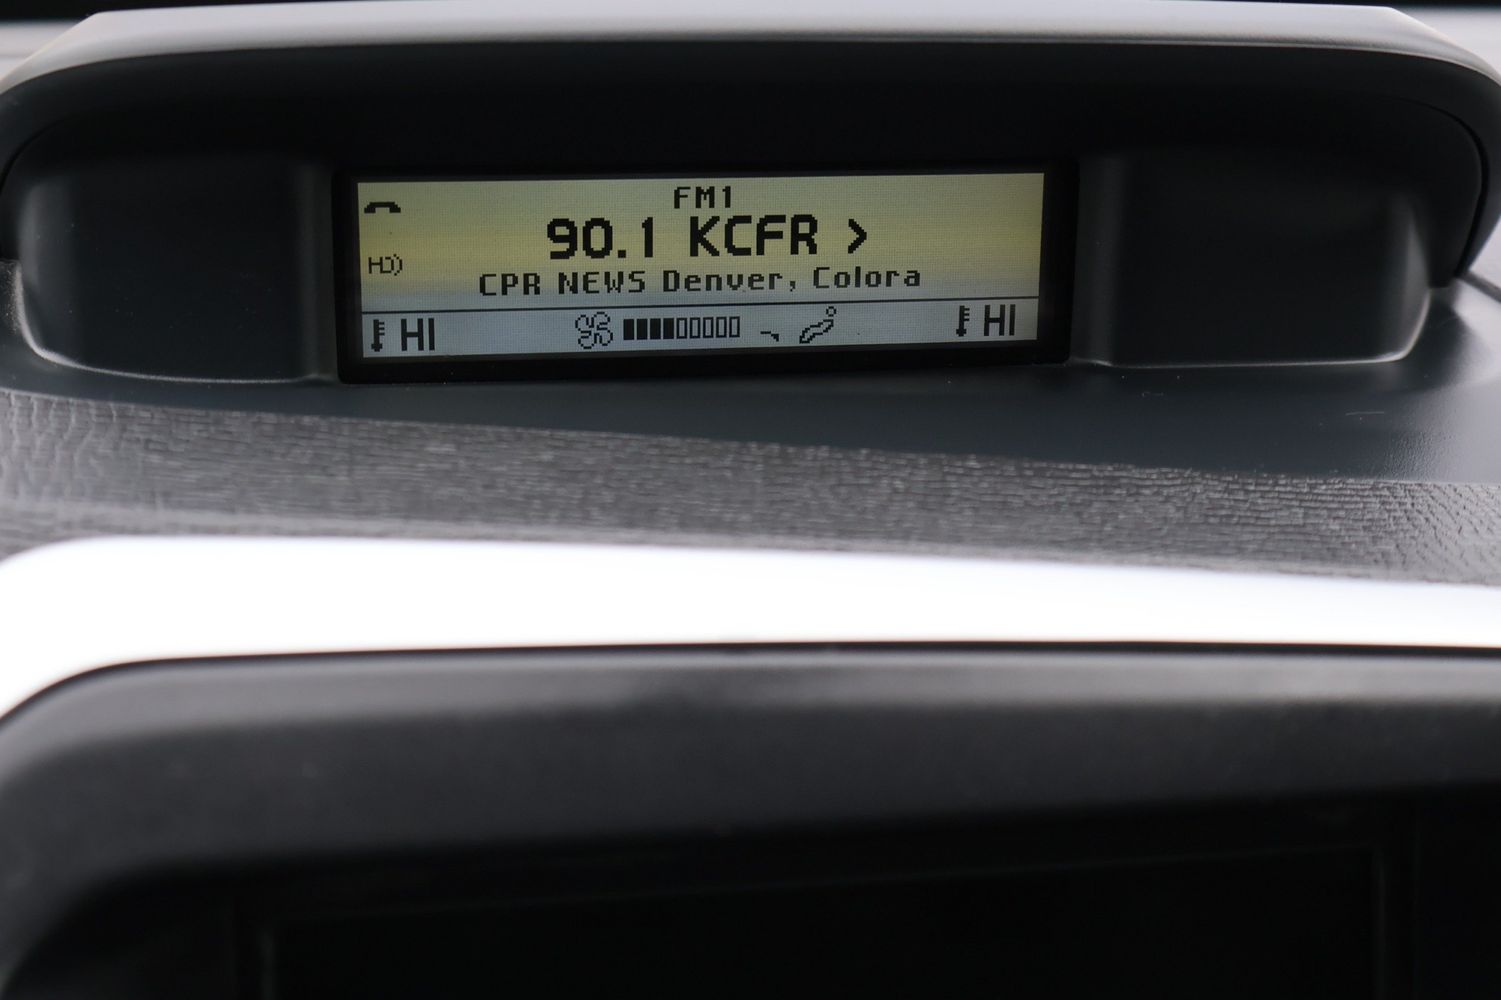 FM1
90.1 KCFR >
HD)
CPR NEWS Denver, Colora
HI HI